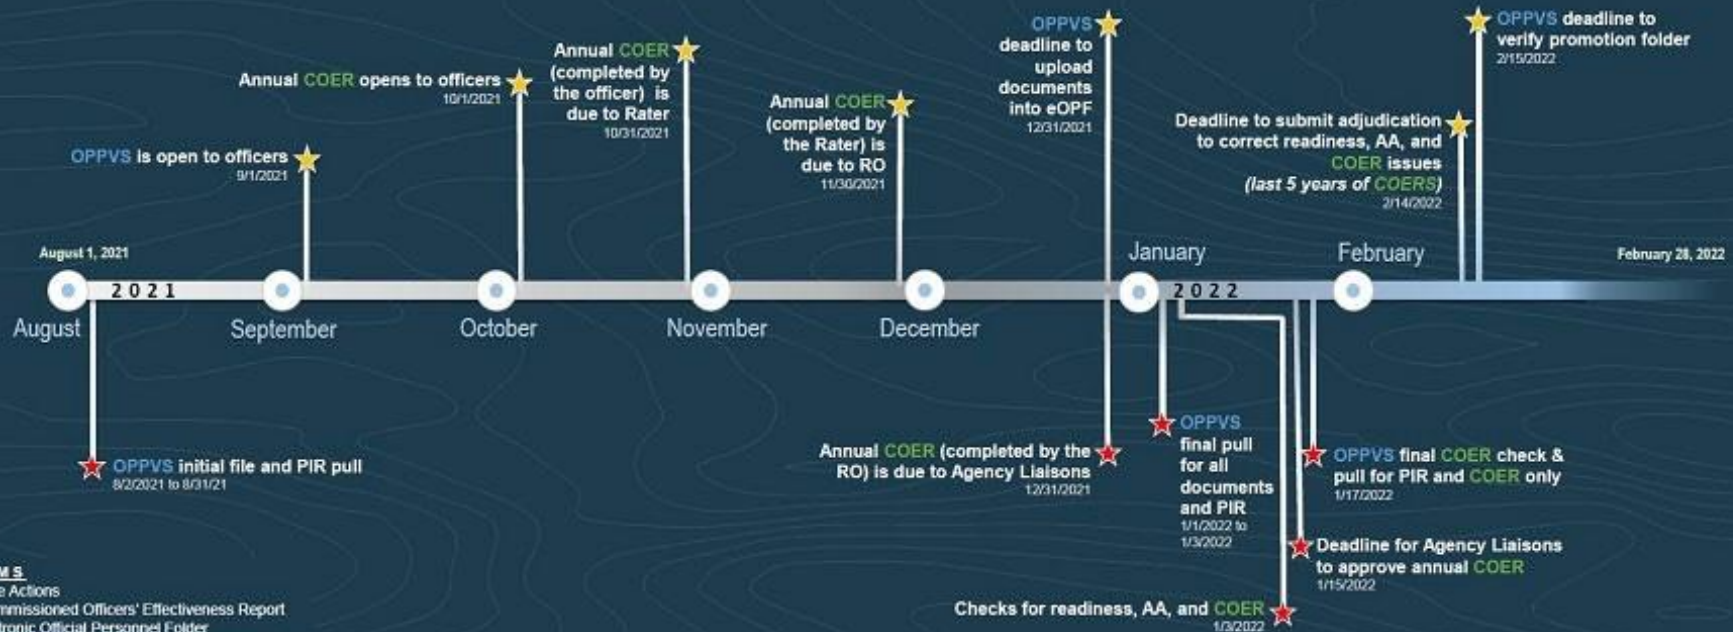 OPPVS
deadline to
upload
documents
into eOPF
12/31/2021
OPPVS deadline to
verify promotion folder
2/15/2022
Annual COER
(completed by
the officer) is
due to Rater
10/31/2021
Annual COER opens to officers
10/1/2021
Annual COER
(completed by
the Rater) is
due to RO
11/30/2021
Deadline to submit adjudication
to correct readiness, AA, and
COER issues
(last 5 years of COERS)
2/14/2022
OPPVS is open to officers
9/1/2021
August 1, 2021
January
February
February 28, 2022
2021
2022
August
September
October
November
December
OPPVS initial file and PIR pull
8/2/2021 to 8/31/21
Annual COER (completed by the
RO) is due to Agency Liaisons
12/31/2021
OPPVS
final pull
for all
documents
and PIR
1/1/2022 to
1/3/2022
OPPVS final COER check &
pull for PIR and COER only
1/17/2022
Deadline for Agency Liaisons
to approve annual COER
1/15/2022
Checks for readiness, AA, and COER
1/3/2022
MS
e Actions
mmissioned Officers' Effectiveness Report
tronic Official Personnel Folder